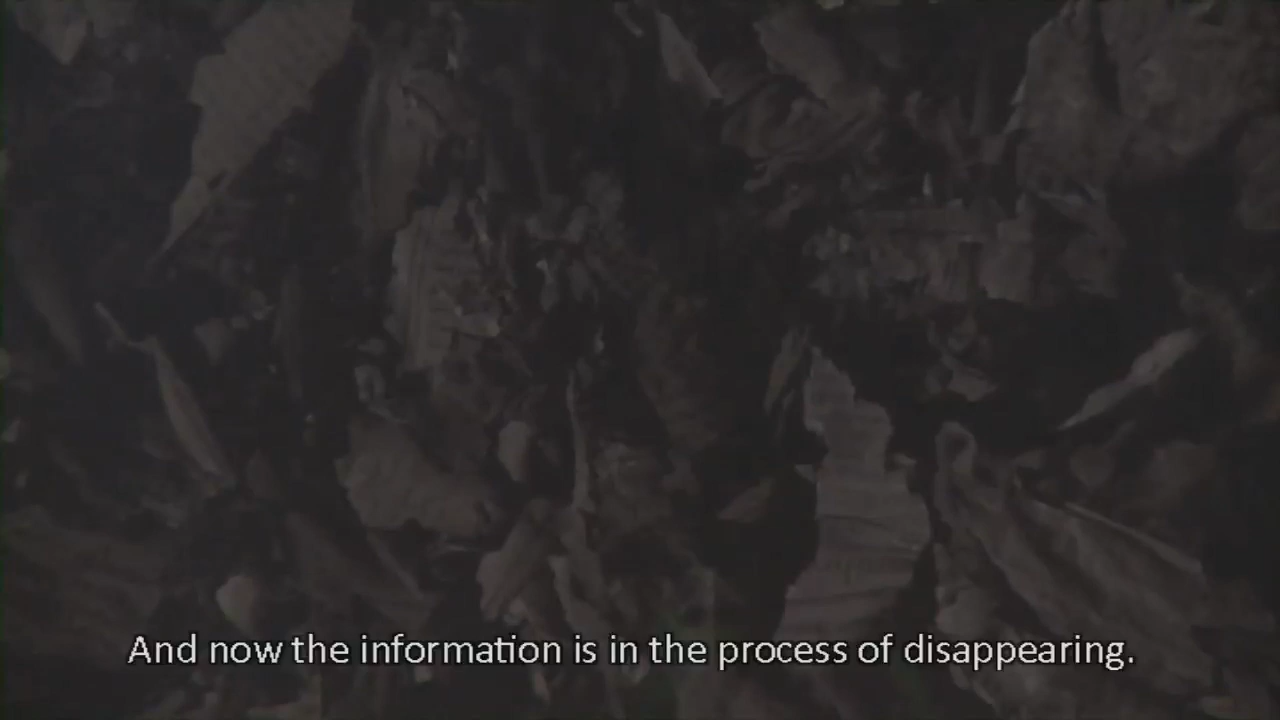 And now the information is in the process of disappearing.